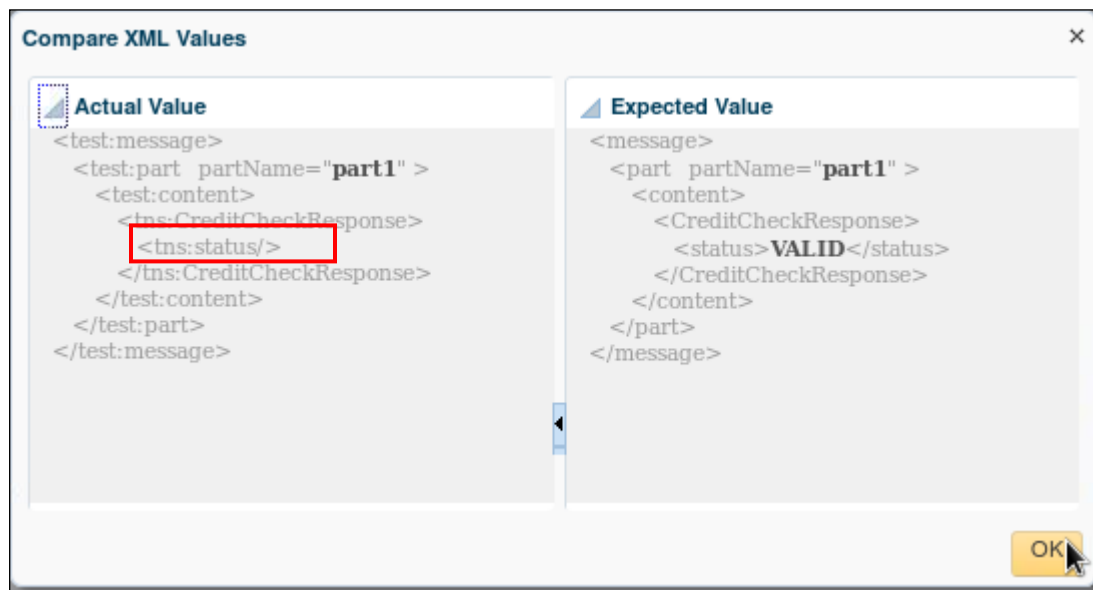 Compare XML Values
×
Actual Value
<test:message>
<test:part partName="part1" >
<test:content>
<tns:CreditCheckResponse>
<tns:status/>
</tns:CreditCheckResponse>
</test:content>
</test:part>
</test:message>
Expected Value
<message>
<part partName="part1" >
<content>
<CreditCheckResponse>
<status>VALID</status>
</CreditCheckResponse>
</content>
</part>
</message>
OK